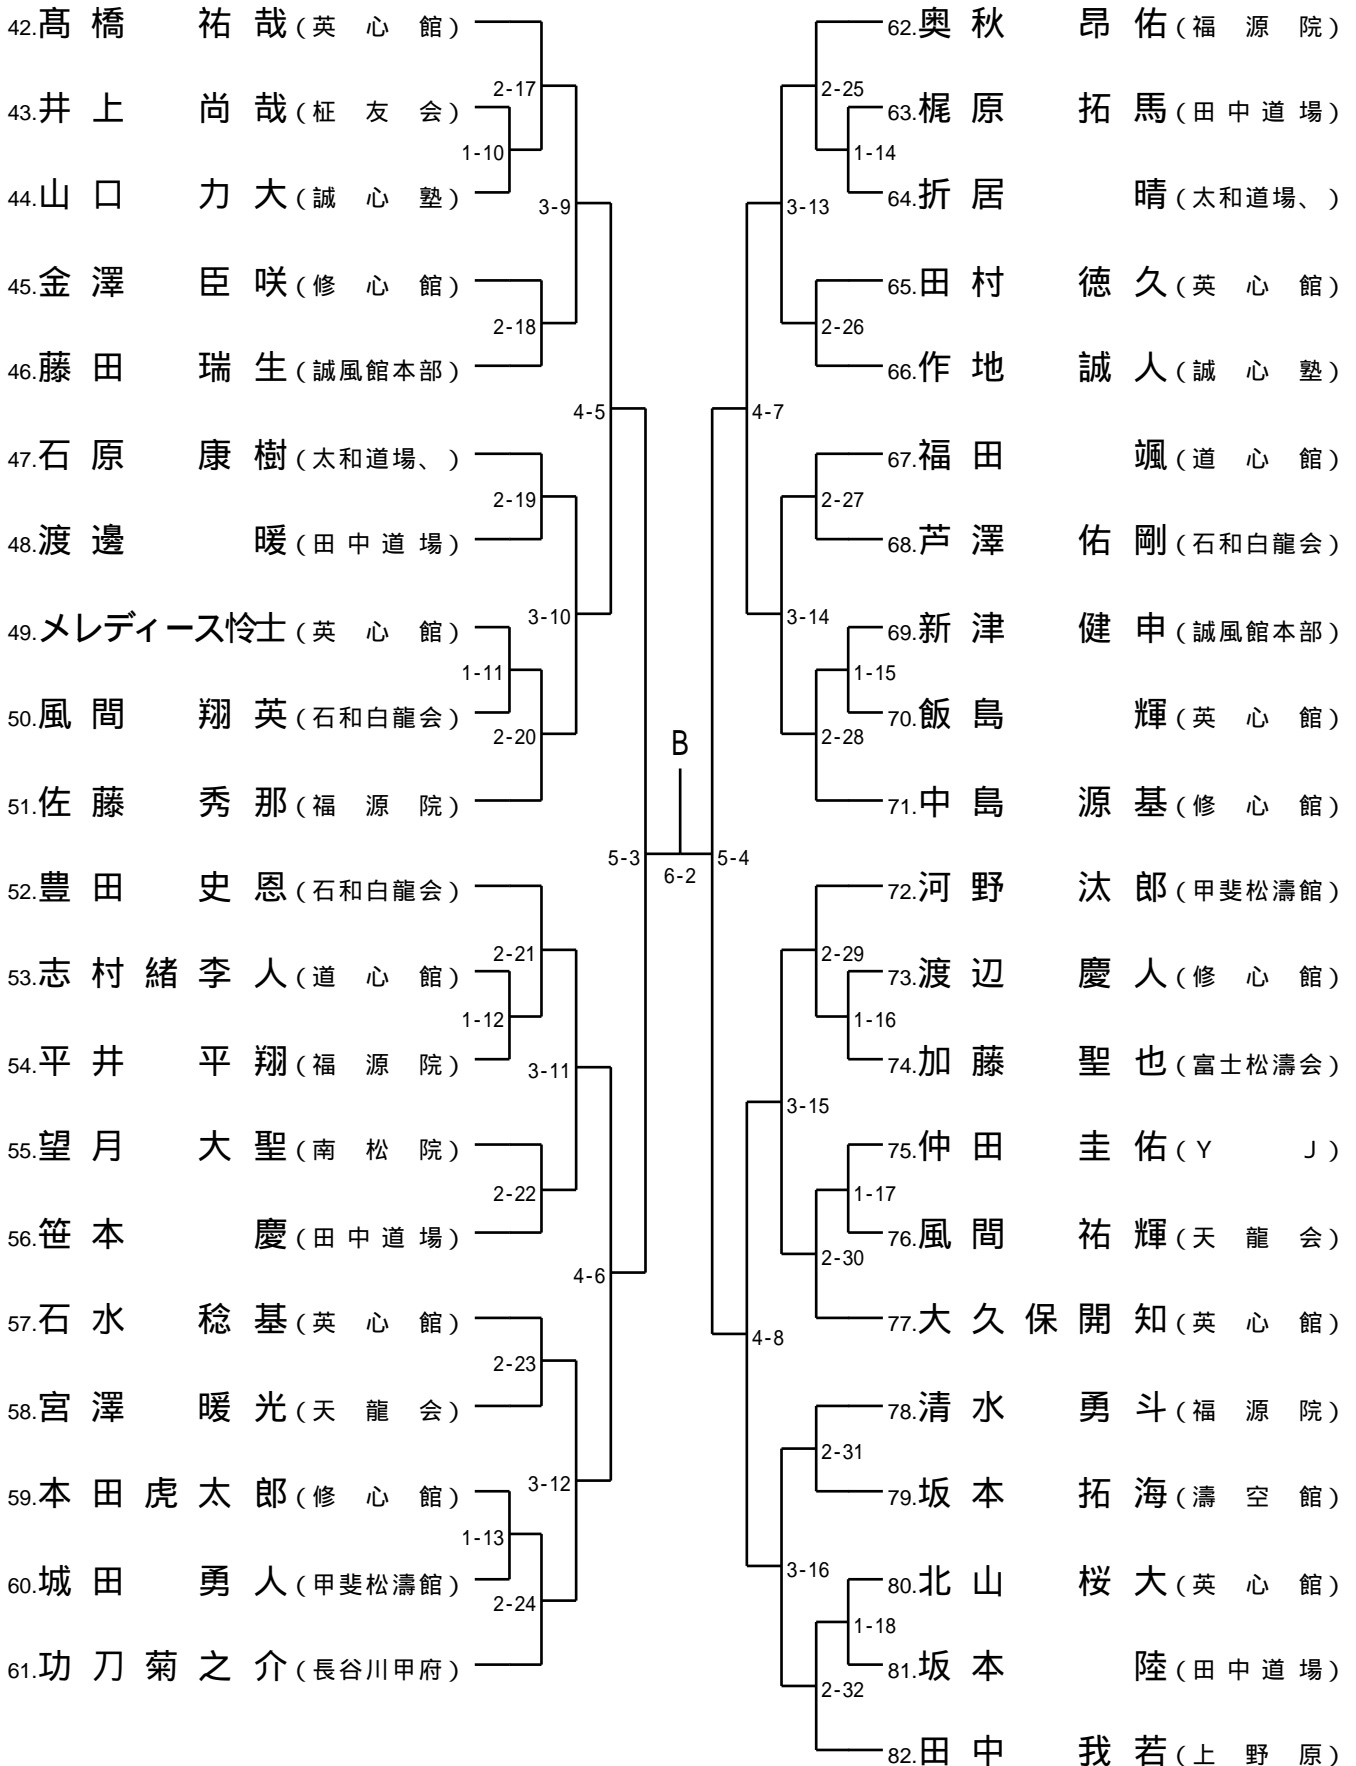 42.髙橋 祐哉(英心館)
2-17
43.井上 尚哉(柾友会)
1-10
44.山口 力大(誠心塾)
3-9
45.金澤 臣咲(修心館)
2-18
46.藤田 瑞生(誠風館本部)
4-5
47.石原 康樹(太和道場、)
2-19
48.渡邊 暖(田中道場)
3-10
49.メレディース怜士(英心館)
1-11
50.風間 翔英(石和白龍会)
2-20
51.佐藤 秀那(福源院)
5-3
52.豊田 史恩(石和白龍会)
2-21
53.志村緒李人(道心館)
1-12
54.平井 平翔(福源院)
3-11
55.望月 大聖(南松院)
2-22
56.笹本 慶(田中道場)
4-6
57.石水 稔基(英心館)
2-23
58.宮澤 暖光(天龍会)
3-12
59.本田虎太郎(修心館)
1-13
60.城田 勇人(甲斐松濤館)
2-24
61.功刀菊之介(長谷川甲府)
B
6-2
62.奥秋 昂佑(福源院)
2-25
63.梶原 拓馬(田中道場)
1-14
64.折居 晴(太和道場、)
3-13
65.田村 徳久(英心館)
2-26
66.作地 誠人(誠心塾)
4-7
67.福田 颯(道心館)
2-27
68.芦澤 佑剛(石和白龍会)
3-14
69.新津 健申(誠風館本部)
1-15
70.飯島 輝(英心館)
2-28
71.中島 源基(修心館)
5-4
72.河野 汰郎(甲斐松濤館)
2-29
73.渡辺 慶人(修心館)
1-16
74.加藤 聖也(富士松濤会)
3-15
75.仲田 圭佑(YJ)
1-17
76.風間 祐輝(天龍会)
2-30
77.大久保開知(英心館)
4-8
78.清水 勇斗(福源院)
2-31
79.坂本 拓海(濤空館)
3-16
80.北山 桜大(英心館)
1-18
81.坂本 陸(田中道場)
2-32
82.田中 我若(上野原)